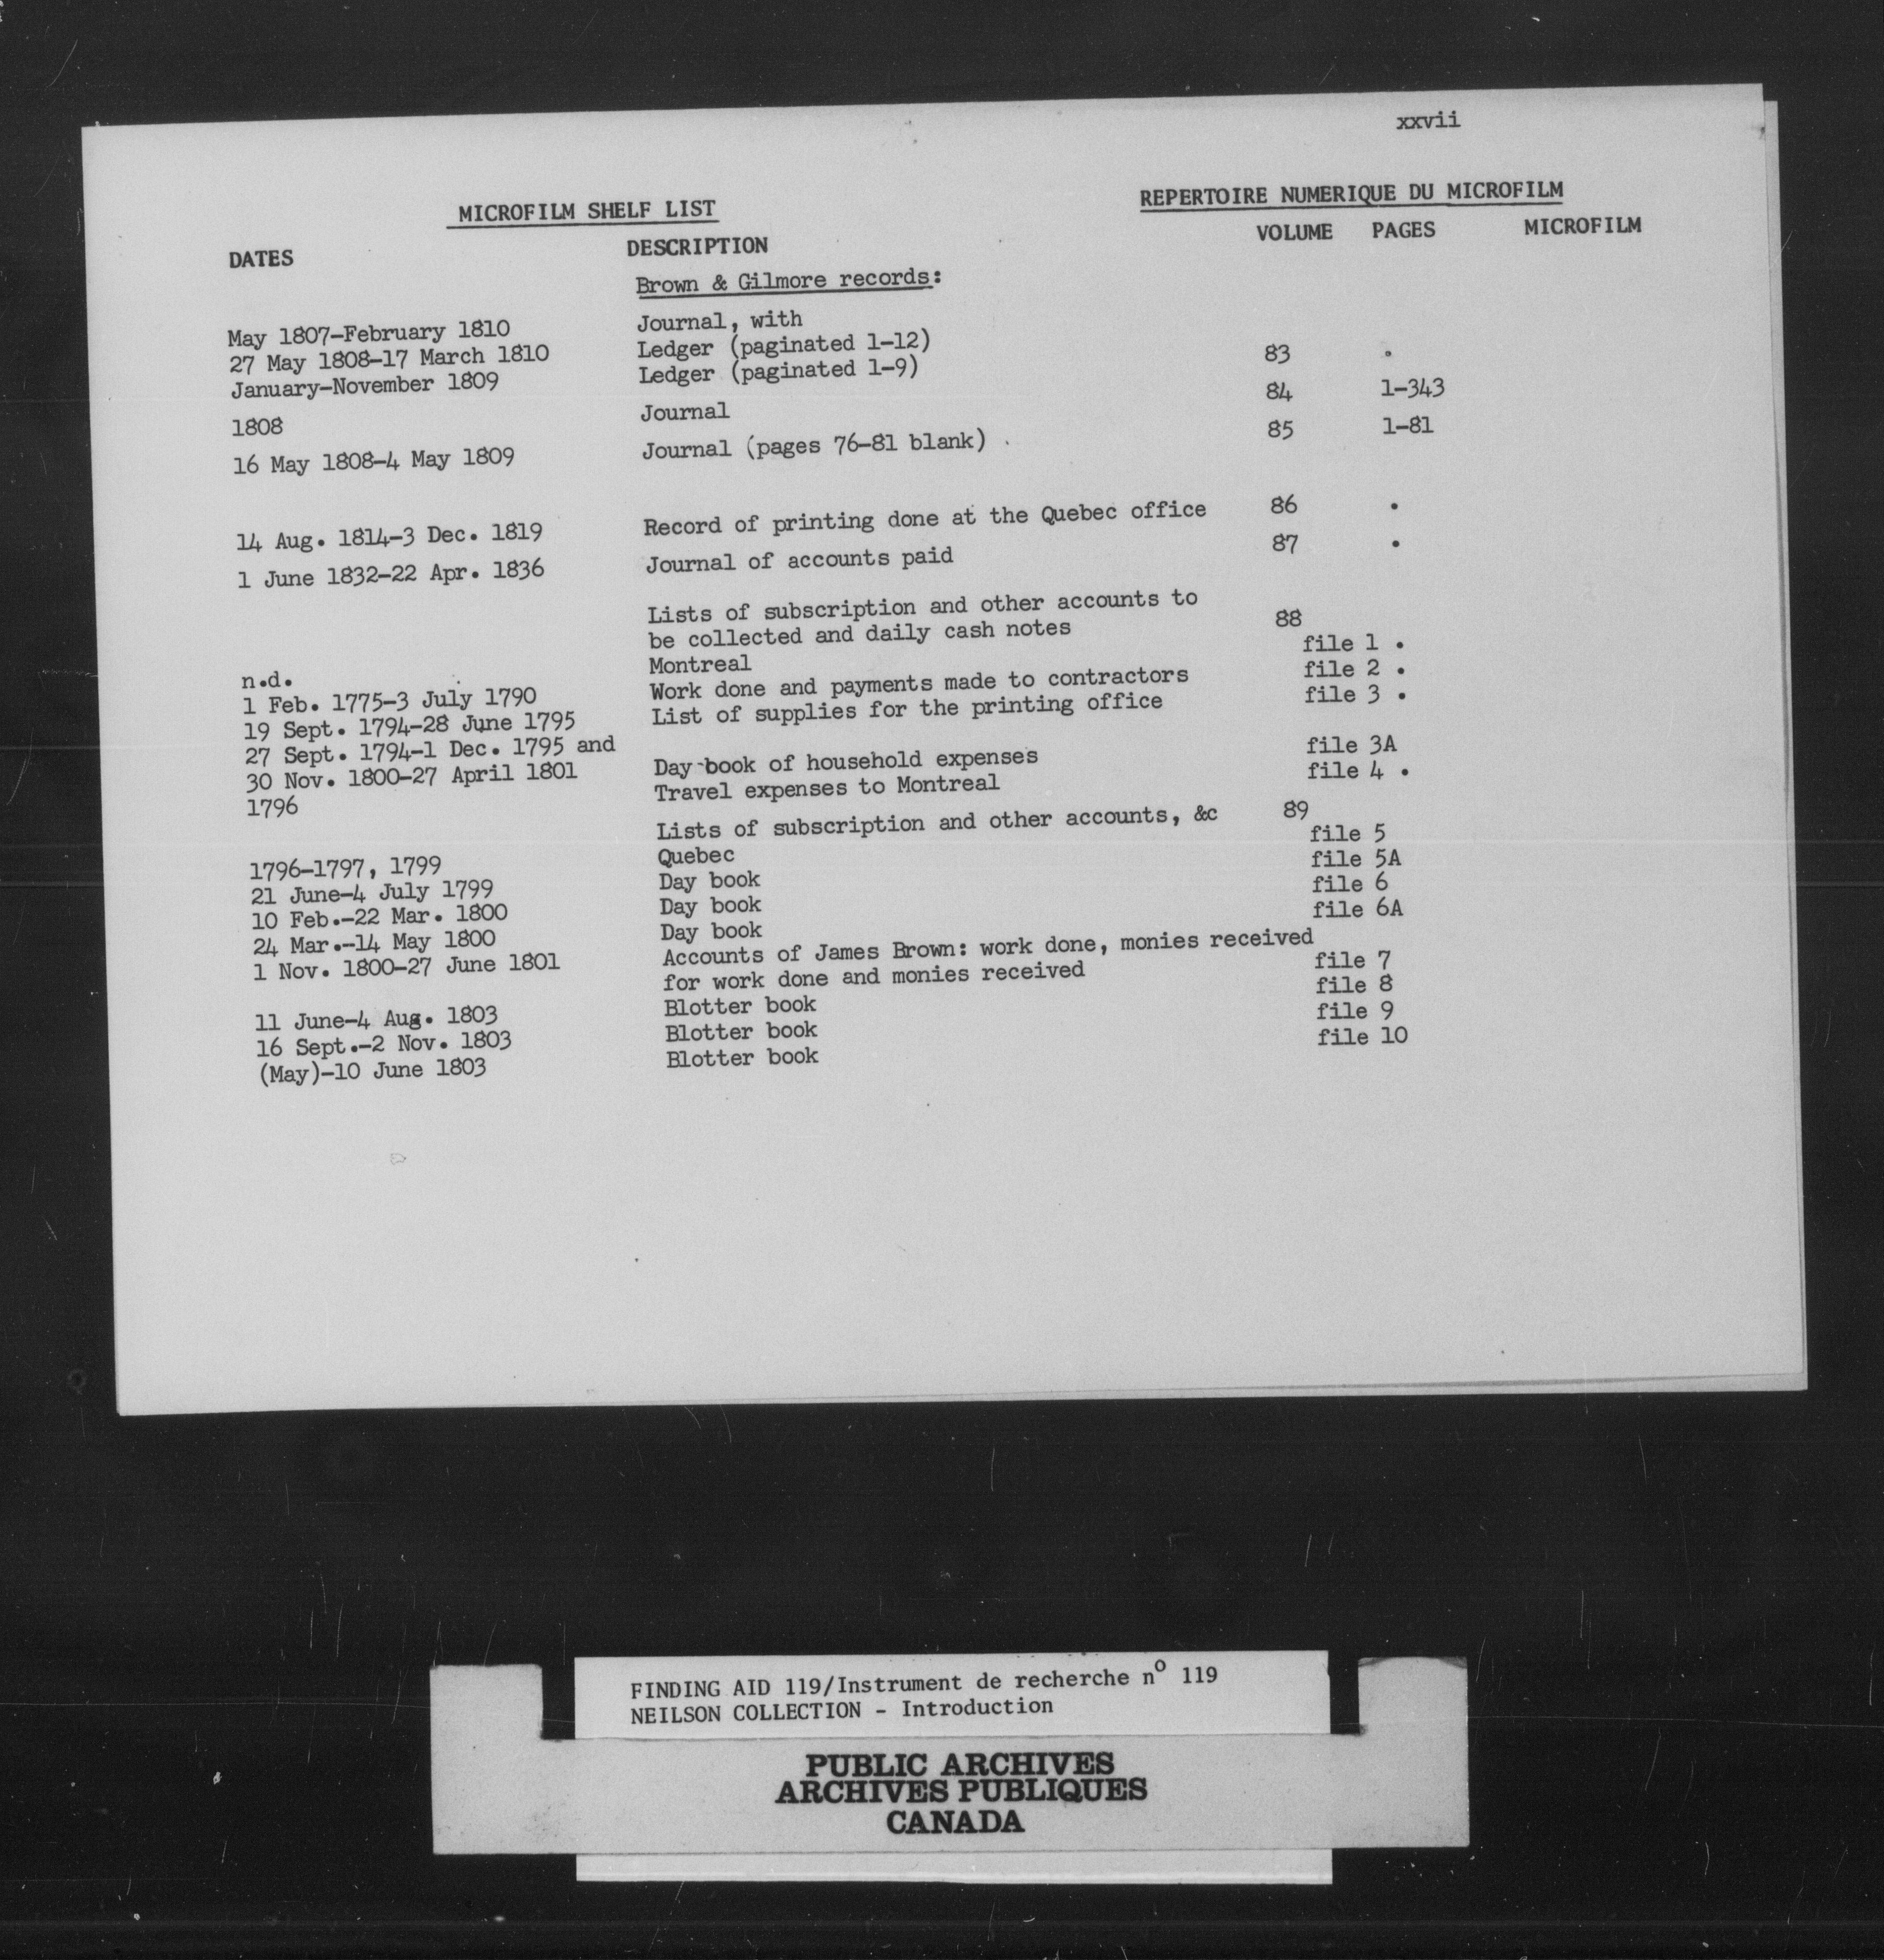 xxvii
MICROFILM SHELF LIST REPERTOIRE NUMERIQUE DU MICROFILM
DATES DESCRIPTION VOLUME PAGES MICROFILM
Brown & Gilmore records:
May 1807-February 1810 Journal, with
27 May 1808-17 March 1810 Ledger (paginated 1-12)
January-November 1809 Ledger (paginated 1-9) 83 .
1808 Journal 84 1-343
16 May 1808-4 May 1809 Journal (pages 76-81 blank) 85 1-81
14 Aug. 1814-3 Dec. 1819 Record of printing done at the Quebec office 86 .
1 June 1832-22 Apr. 1836 Journal of accounts paid 87 .
Lists of subscription and other accounts to
be collected and daily cash notes 88
n.d. Montreal file 1 .
1 Feb. 1775-3 July 1790 Work done and payments made to contractors file 2 .
19 Sept. 1794-28 June 1795 List of supplies for the printing office file 3 .
27 Sept. 1794-1 Dec. 1795 and
30 Nov. 1800-27 April 1801 Day-book of household expenses file 3A
1796 Travel expenses to Montreal file 4 .
Lists of subscription and other accounts, &c 89
1796-1797, 1799 Quebec file 5
21 June-4 July 1799 Day book file 5A
10 Feb.-22 Mar. 1800 Day book file 6
24 Mar.-14 May 1800 Day book file 6A
1 Nov. 1800-27 June 1801 Accounts of James Brown: work done, monies received
for work done and monies received file 7
11 June-4 Aug. 1803 Blotter book file 8
16 Sept.-2 Nov. 1803 Blotter book file 9
(May)-10 June 1803 Blotter book file 10
FINDING AID 119/Instrument de recherche nº 119
NEILSON COLLECTION - Introduction
PUBLIC ARCHIVES
ARCHIVES PUBLIQUES
CANADA